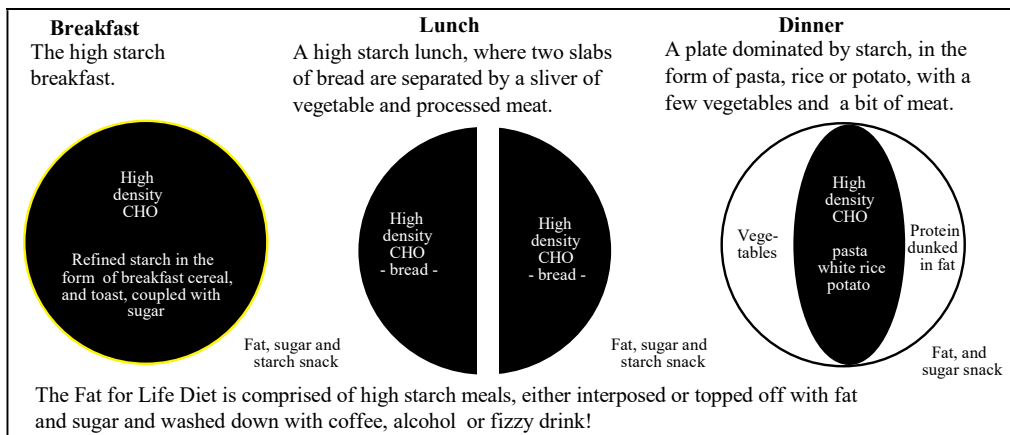 Breakfast
The high starch
breakfast.
High
density
CHO
Refined starch in the
form of breakfast cereal,
and toast, coupled with
sugar
Fat, sugar and
starch snack
Lunch
A high starch lunch, where two slabs
of bread are separated by a sliver of
vegetable and processed meat.
High
density
CHO
- bread -
High
density
CHO
- bread -
Fat, sugar and
starch snack
Dinner
A plate dominated by starch, in the
form of pasta, rice or potato, with a
few vegetables and a bit of meat.
Vege-
tables
High
density
CHO
pasta
white rice
potato
Protein
dunked
in fat
Fat, and
sugar snack
The Fat for Life Diet is comprised of high starch meals, either interposed or topped off with fat
and sugar and washed down with coffee, alcohol or fizzy drink!